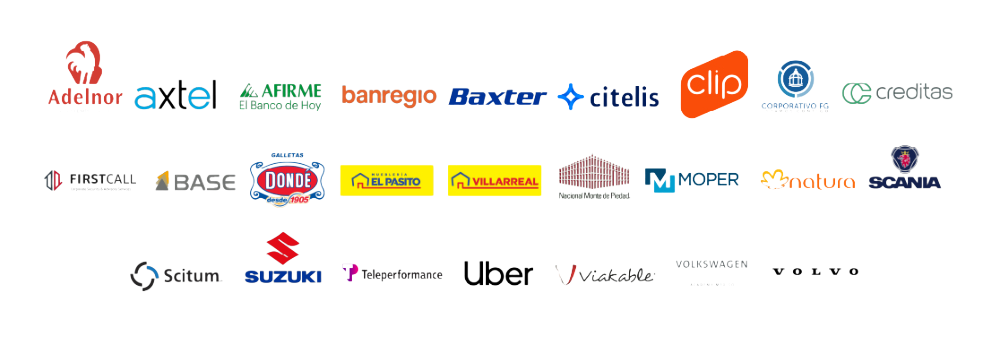 Adelnor
axtel
AFIRME
El Banco de Hoy
banregio
Baxter
citelis
clip
CORPORATIVO FG
creditas
FIRSTCALL
BASE
GALLETAS
DONDÉ
desde 1905
MUEBLERIA
EL PASITO
VILLARREAL
Nacional Monte de Piedad
MOPER
natura
SCANIA
Scitum
SUZUKI
Teleperformance
Uber
Viakable
VOLKSWAGEN
VOLVO